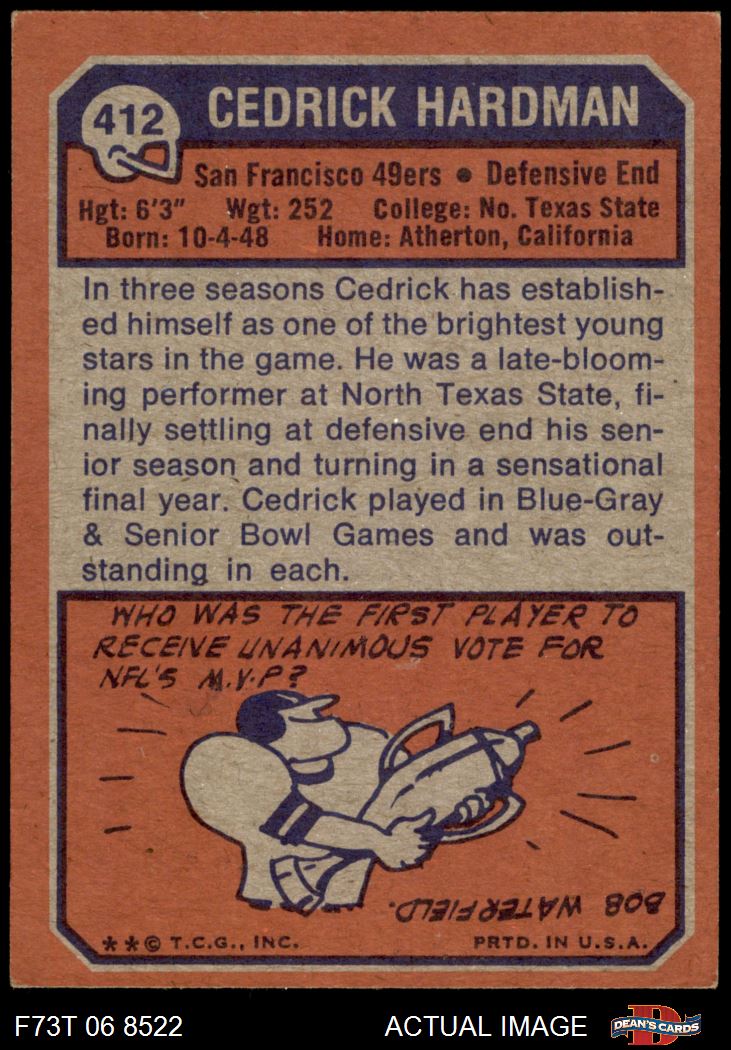 412
CEDRICK HARDMAN
San Francisco 49ers • Defensive End
Hgt: 6'3" Wgt: 252 College: No. Texas State
Born: 10-4-48 Home: Atherton, California
In three seasons Cedrick has establish-
ed himself as one of the brightest young
stars in the game. He was a late-bloom-
ing performer at North Texas State, fi-
nally settling at defensive end his sen-
ior season and turning in a sensational
final year. Cedrick played in Blue-Gray
& Senior Bowl Games and was out-
standing in each.
WHO WAS THE FIRST PLAYER TO
RECEIVE UNANIMOUS VOTE FOR
NFL'S M.V.P?
BOB WATERFIELD.
**© T.C.G., INC. PRTD. IN U.S.A.
F73T 06 8522 ACTUAL IMAGE
D
DEAN'S CARDS